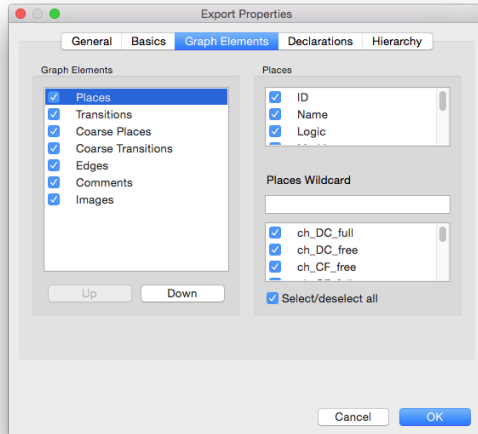 Export Properties
General Basics Graph Elements Declarations Hierarchy
Graph Elements
Places
Transitions
Coarse Places
Coarse Transitions
Edges
Comments
Images
Up Down
Places
ID
Name
Logic
Places Wildcard
ch_DC_full
ch_DC_free
ch_CF_free
Select/deselect all
Cancel OK